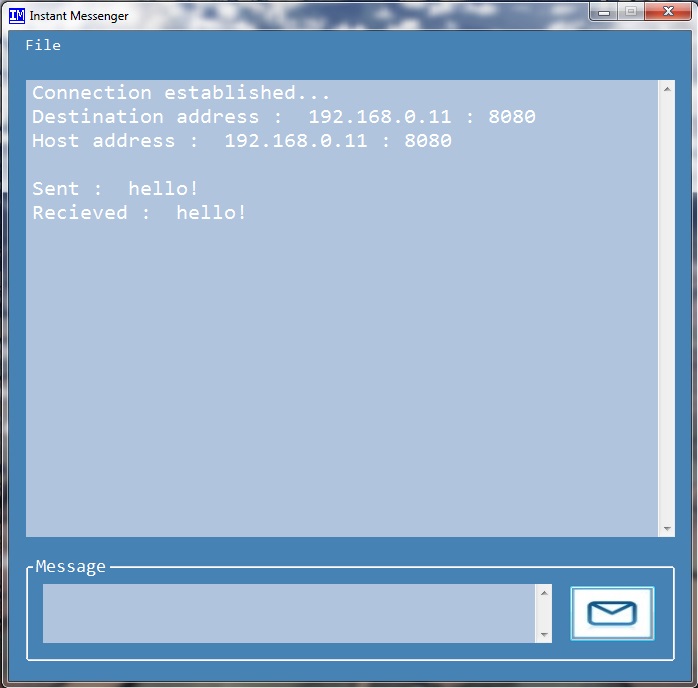 IM Instant Messenger
File
Connection established...
Destination address :  192.168.0.11 : 8080
Host address :  192.168.0.11 : 8080
Sent :  hello!
Recieved :  hello!
Message